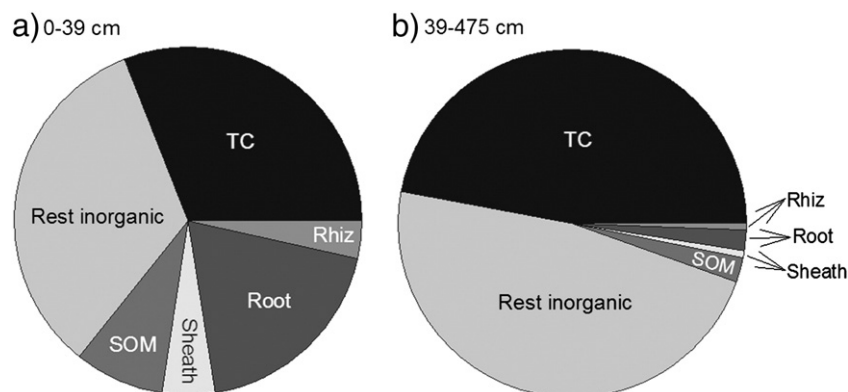 a) 0-39 cm
TC
Rest inorganic
Rhiz
Root
Sheath
SOM
b) 39-475 cm
TC
Rhiz
Root
Sheath
SOM
Rest inorganic